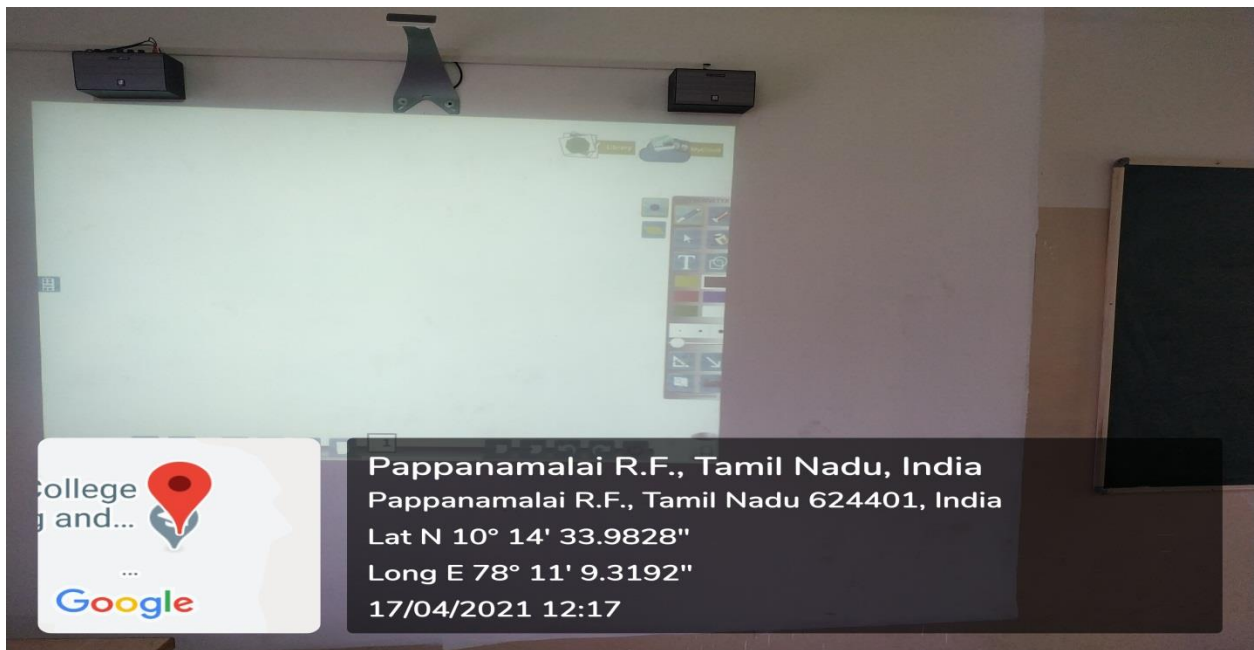 T
1
College
g and...
...
Google
Pappanamalai R.F., Tamil Nadu, India
Pappanamalai R.F., Tamil Nadu 624401, India
Lat N 10° 14' 33.9828"
Long E 78° 11' 9.3192"
17/04/2021 12:17